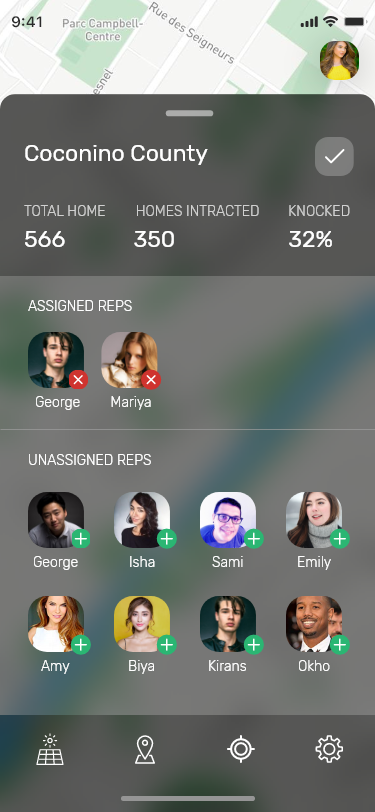 9:41
Parc Campbell-
Centre
Rue des Seigneurs
esnel
Coconino County
TOTAL HOME HOMES INTRACTED KNOCKED
566 350 32%
ASSIGNED REPS
George Mariya
UNASSIGNED REPS
George Isha Sami Emily
Amy Biya Kirans Okho